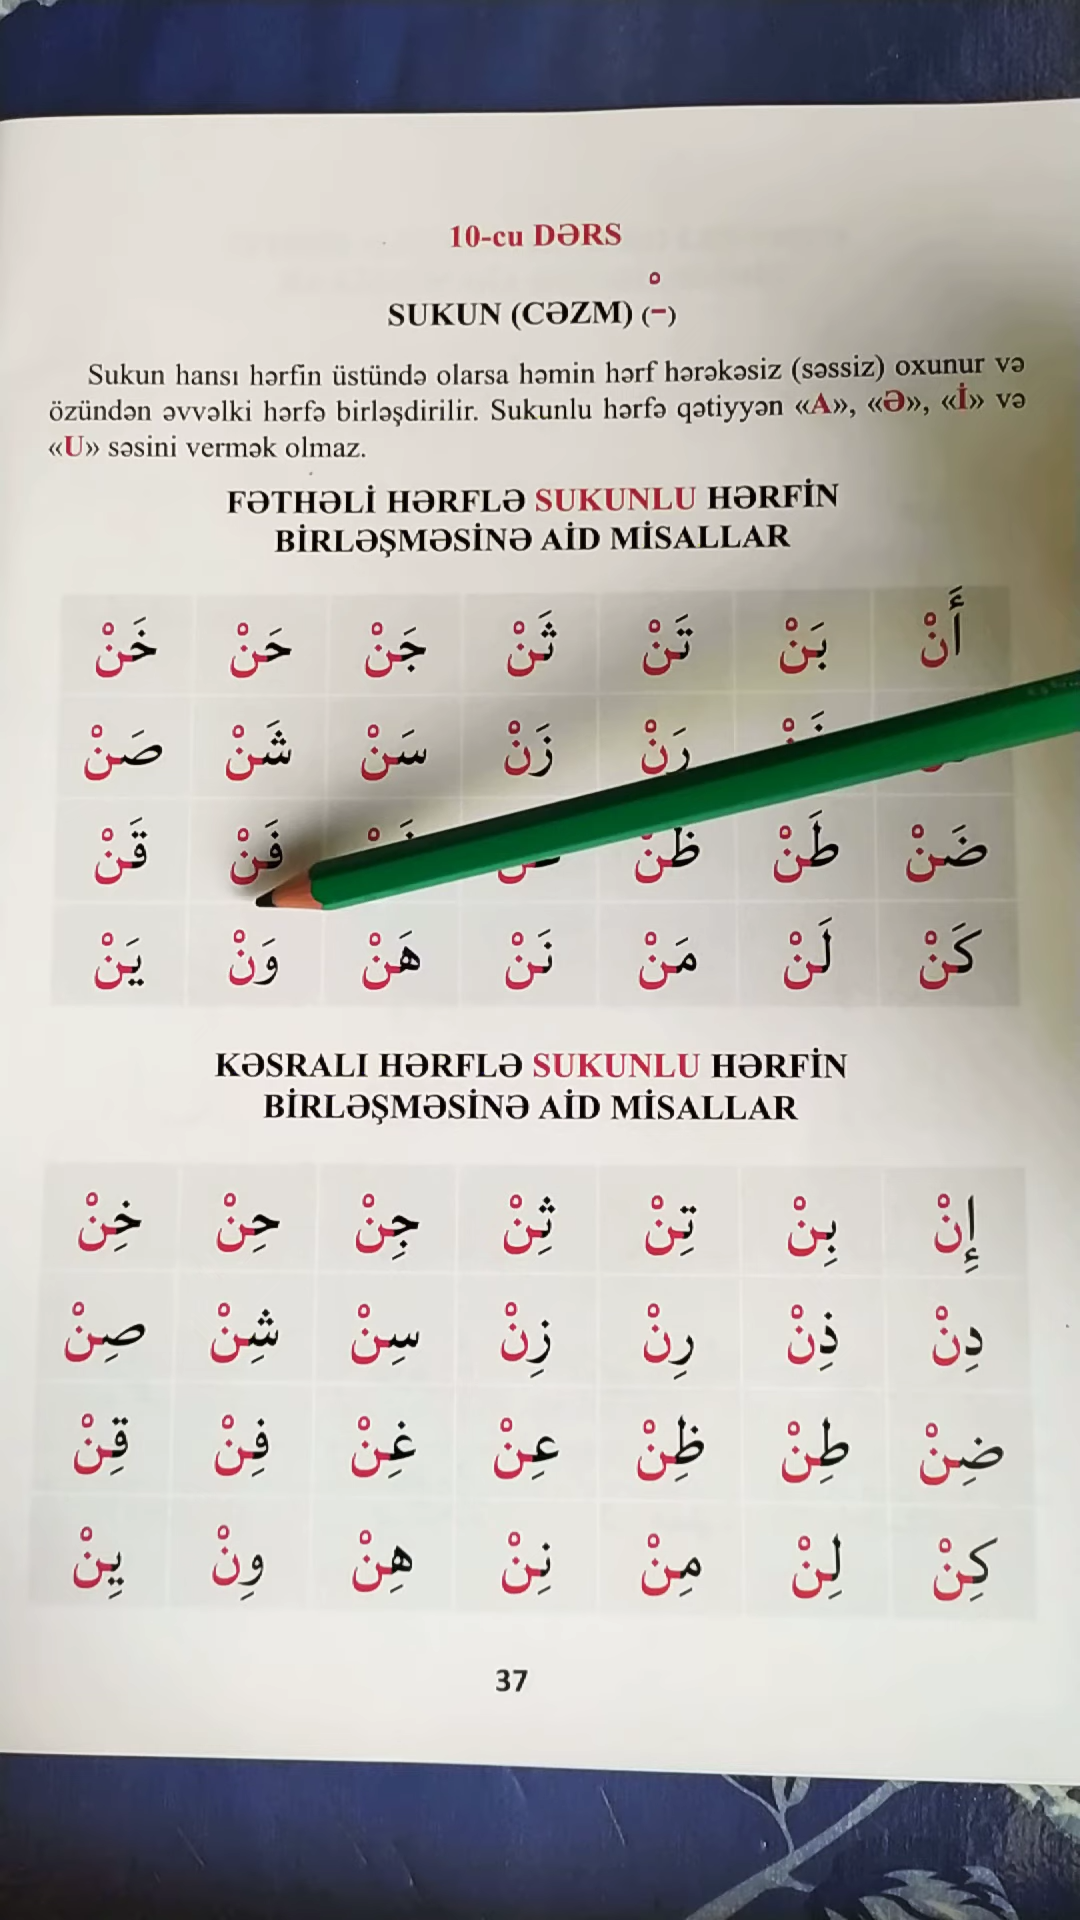 10-cu DƏRS
SUKUN (CƏZM) (–ْ)
Sukun hansı hərfin üstündə olarsa həmin hərf hərəkəsiz (səssiz) oxunur və
özündən əvvəlki hərfə birləşdirilir. Sukunlu hərfə qətiyyən «A», «Ə», «İ» və
«U» səsini vermək olmaz.
FƏTHƏLİ HƏRFLƏ SUKUNLU HƏRFİN
BİRLƏŞMƏSİNƏ AİD MİSALLAR
أَنْ بَنْ تَنْ ثَنْ جَنْ حَنْ خَنْ
رَنْ زَنْ سَنْ شَنْ صَنْ
ضَنْ طَنْ ظَنْ فَنْ قَنْ
كَنْ لَنْ مَنْ نَنْ هَنْ وَنْ يَنْ
KƏSRALI HƏRFLƏ SUKUNLU HƏRFİN
BİRLƏŞMƏSİNƏ AİD MİSALLAR
إِنْ بِنْ تِنْ ثِنْ جِنْ حِنْ خِنْ
دِنْ ذِنْ رِنْ زِنْ سِنْ شِنْ صِنْ
ضِنْ طِنْ ظِنْ عِنْ غِنْ فِنْ قِنْ
كِنْ لِنْ مِنْ نِنْ هِنْ وِنْ يِنْ
37